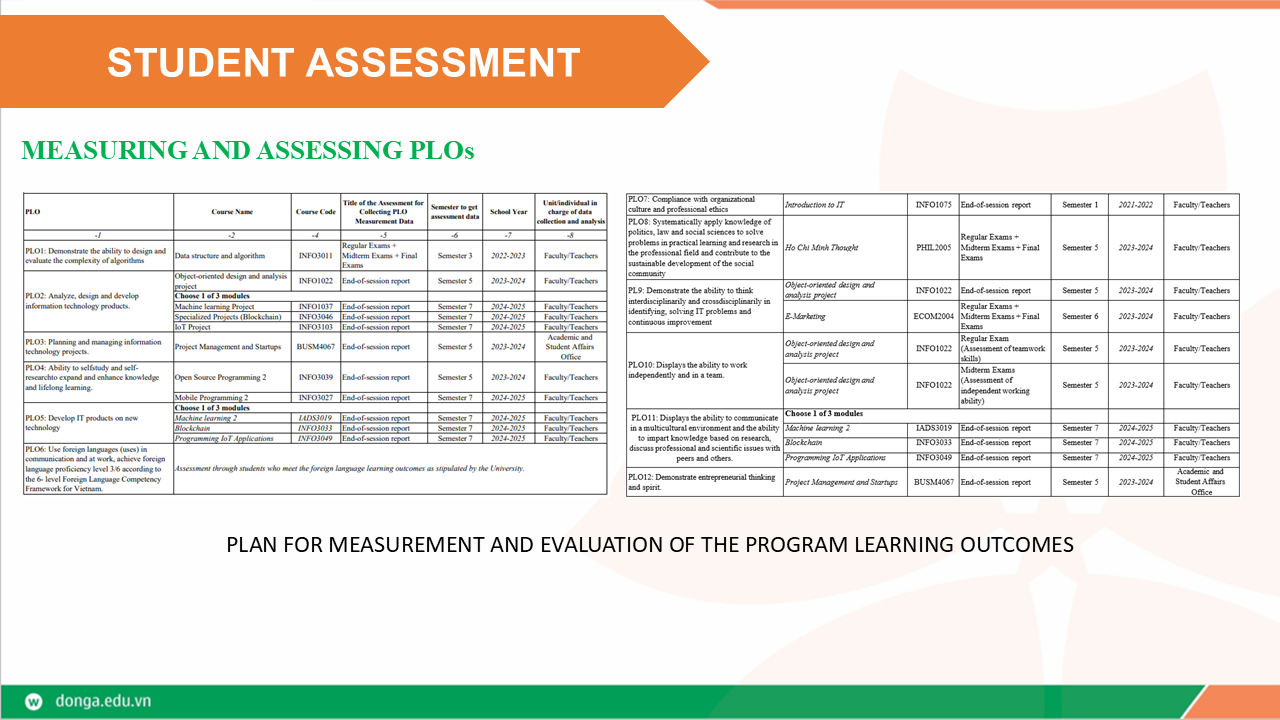 STUDENT ASSESSMENT
MEASURING AND ASSESSING PLOs
PLO
Course Name
Course Code
Title of the Assessment for
Collecting PLO
Measurement Data
Semester to get
assessment data
School Year
Unit/individual in
charge of data
collection and analysis
-1
-2
-4
-5
-6
-7
-8
PLO1: Demonstrate the ability to design and
evaluate the complexity of algorithms
Data structure and algorithm
INFO3011
Regular Exams +
Midterm Exams + Final
Exams
Semester 3
2022-2023
Faculty/Teachers
PLO2: Analyze, design and develop
information technology products.
Object-oriented design and analysis
project
INFO1022
End-of-session report
Semester 5
2023-2024
Faculty/Teachers
Choose 1 of 3 modules
Machine learning Project
INFO1037
End-of-session report
Semester 7
2024-2025
Faculty/Teachers
Specialized Projects (Blockchain)
INFO3046
End-of-session report
Semester 7
2024-2025
Faculty/Teachers
IoT Project
INFO3103
End-of-session report
Semester 7
2024-2025
Faculty/Teachers
PLO3: Planning and managing information
technology projects.
Project Management and Startups
BUSM4067
End-of-session report
Semester 5
2023-2024
Academic and
Student Affairs
Office
PLO4: Ability to selfstudy and self-
researchto expand and enhance knowledge
and lifelong learning.
Open Source Programming 2
INFO3039
End-of-session report
Semester 5
2023-2024
Faculty/Teachers
PLO5: Develop IT products on new
technology
Mobile Programming 2
INFO3027
End-of-session report
Semester 7
2024-2025
Faculty/Teachers
Choose 1 of 3 modules
Machine learning 2
IADS3019
End-of-session report
Semester 7
2024-2025
Faculty/Teachers
Blockchain
INFO3033
End-of-session report
Semester 7
2024-2025
Faculty/Teachers
Programming IoT Applications
INFO3049
End-of-session report
Semester 7
2024-2025
Faculty/Teachers
PLO6: Use foreign languages (uses) in
communication and at work, achieve foreign
language proficiency level 3/6 according to
the 6- level Foreign Language Competency
Framework for Vietnam.
Assessment through students who meet the foreign language learning outcomes as stipulated by the University.
PLO7: Compliance with organizational
culture and professional ethics
Introduction to IT
INFO1075
End-of-session report
Semester 1
2021-2022
Faculty/Teachers
PLO8: Systematically apply knowledge of
politics, law and social sciences to solve
problems in practical learning and research in
the professional field and contribute to the
sustainable development of the social
community
Ho Chi Minh Thought
PHIL2005
Regular Exams +
Midterm Exams + Final
Exams
Semester 5
2023-2024
Faculty/Teachers
PL9: Demonstrate the ability to think
interdisciplinarily and crossdisciplinarily in
identifying, solving IT problems and
continuous improvement
Object-oriented design and
analysis project
INFO1022
End-of-session report
Semester 5
2023-2024
Faculty/Teachers
E-Marketing
ECOM2004
Regular Exams +
Midterm Exams + Final
Exams
Semester 6
2023-2024
Faculty/Teachers
PLO10: Displays the ability to work
independently and in a team.
Object-oriented design and
analysis project
INFO1022
Regular Exam
(Assessment of teamwork
skills)
Semester 5
2023-2024
Faculty/Teachers
Object-oriented design and
analysis project
INFO1022
Midterm Exams
(Assessment of
independent working
ability)
Semester 5
2023-2024
Faculty/Teachers
PLO11: Displays the ability to communicate
in a multicultural environment and the ability
to impart knowledge based on research,
discuss professional and scientific issues with
peers and others.
Choose 1 of 3 modules
Machine learning 2
IADS3019
End-of-session report
Semester 7
2024-2025
Faculty/Teachers
Blockchain
INFO3033
End-of-session report
Semester 7
2024-2025
Faculty/Teachers
Programming IoT Applications
INFO3049
End-of-session report
Semester 7
2024-2025
Faculty/Teachers
PLO12: Demonstrate entrepreneurial thinking
and spirit.
Project Management and Startups
BUSM4067
End-of-session report
Semester 5
2023-2024
Academic and
Student Affairs
Office
PLAN FOR MEASUREMENT AND EVALUATION OF THE PROGRAM LEARNING OUTCOMES
w donga.edu.vn